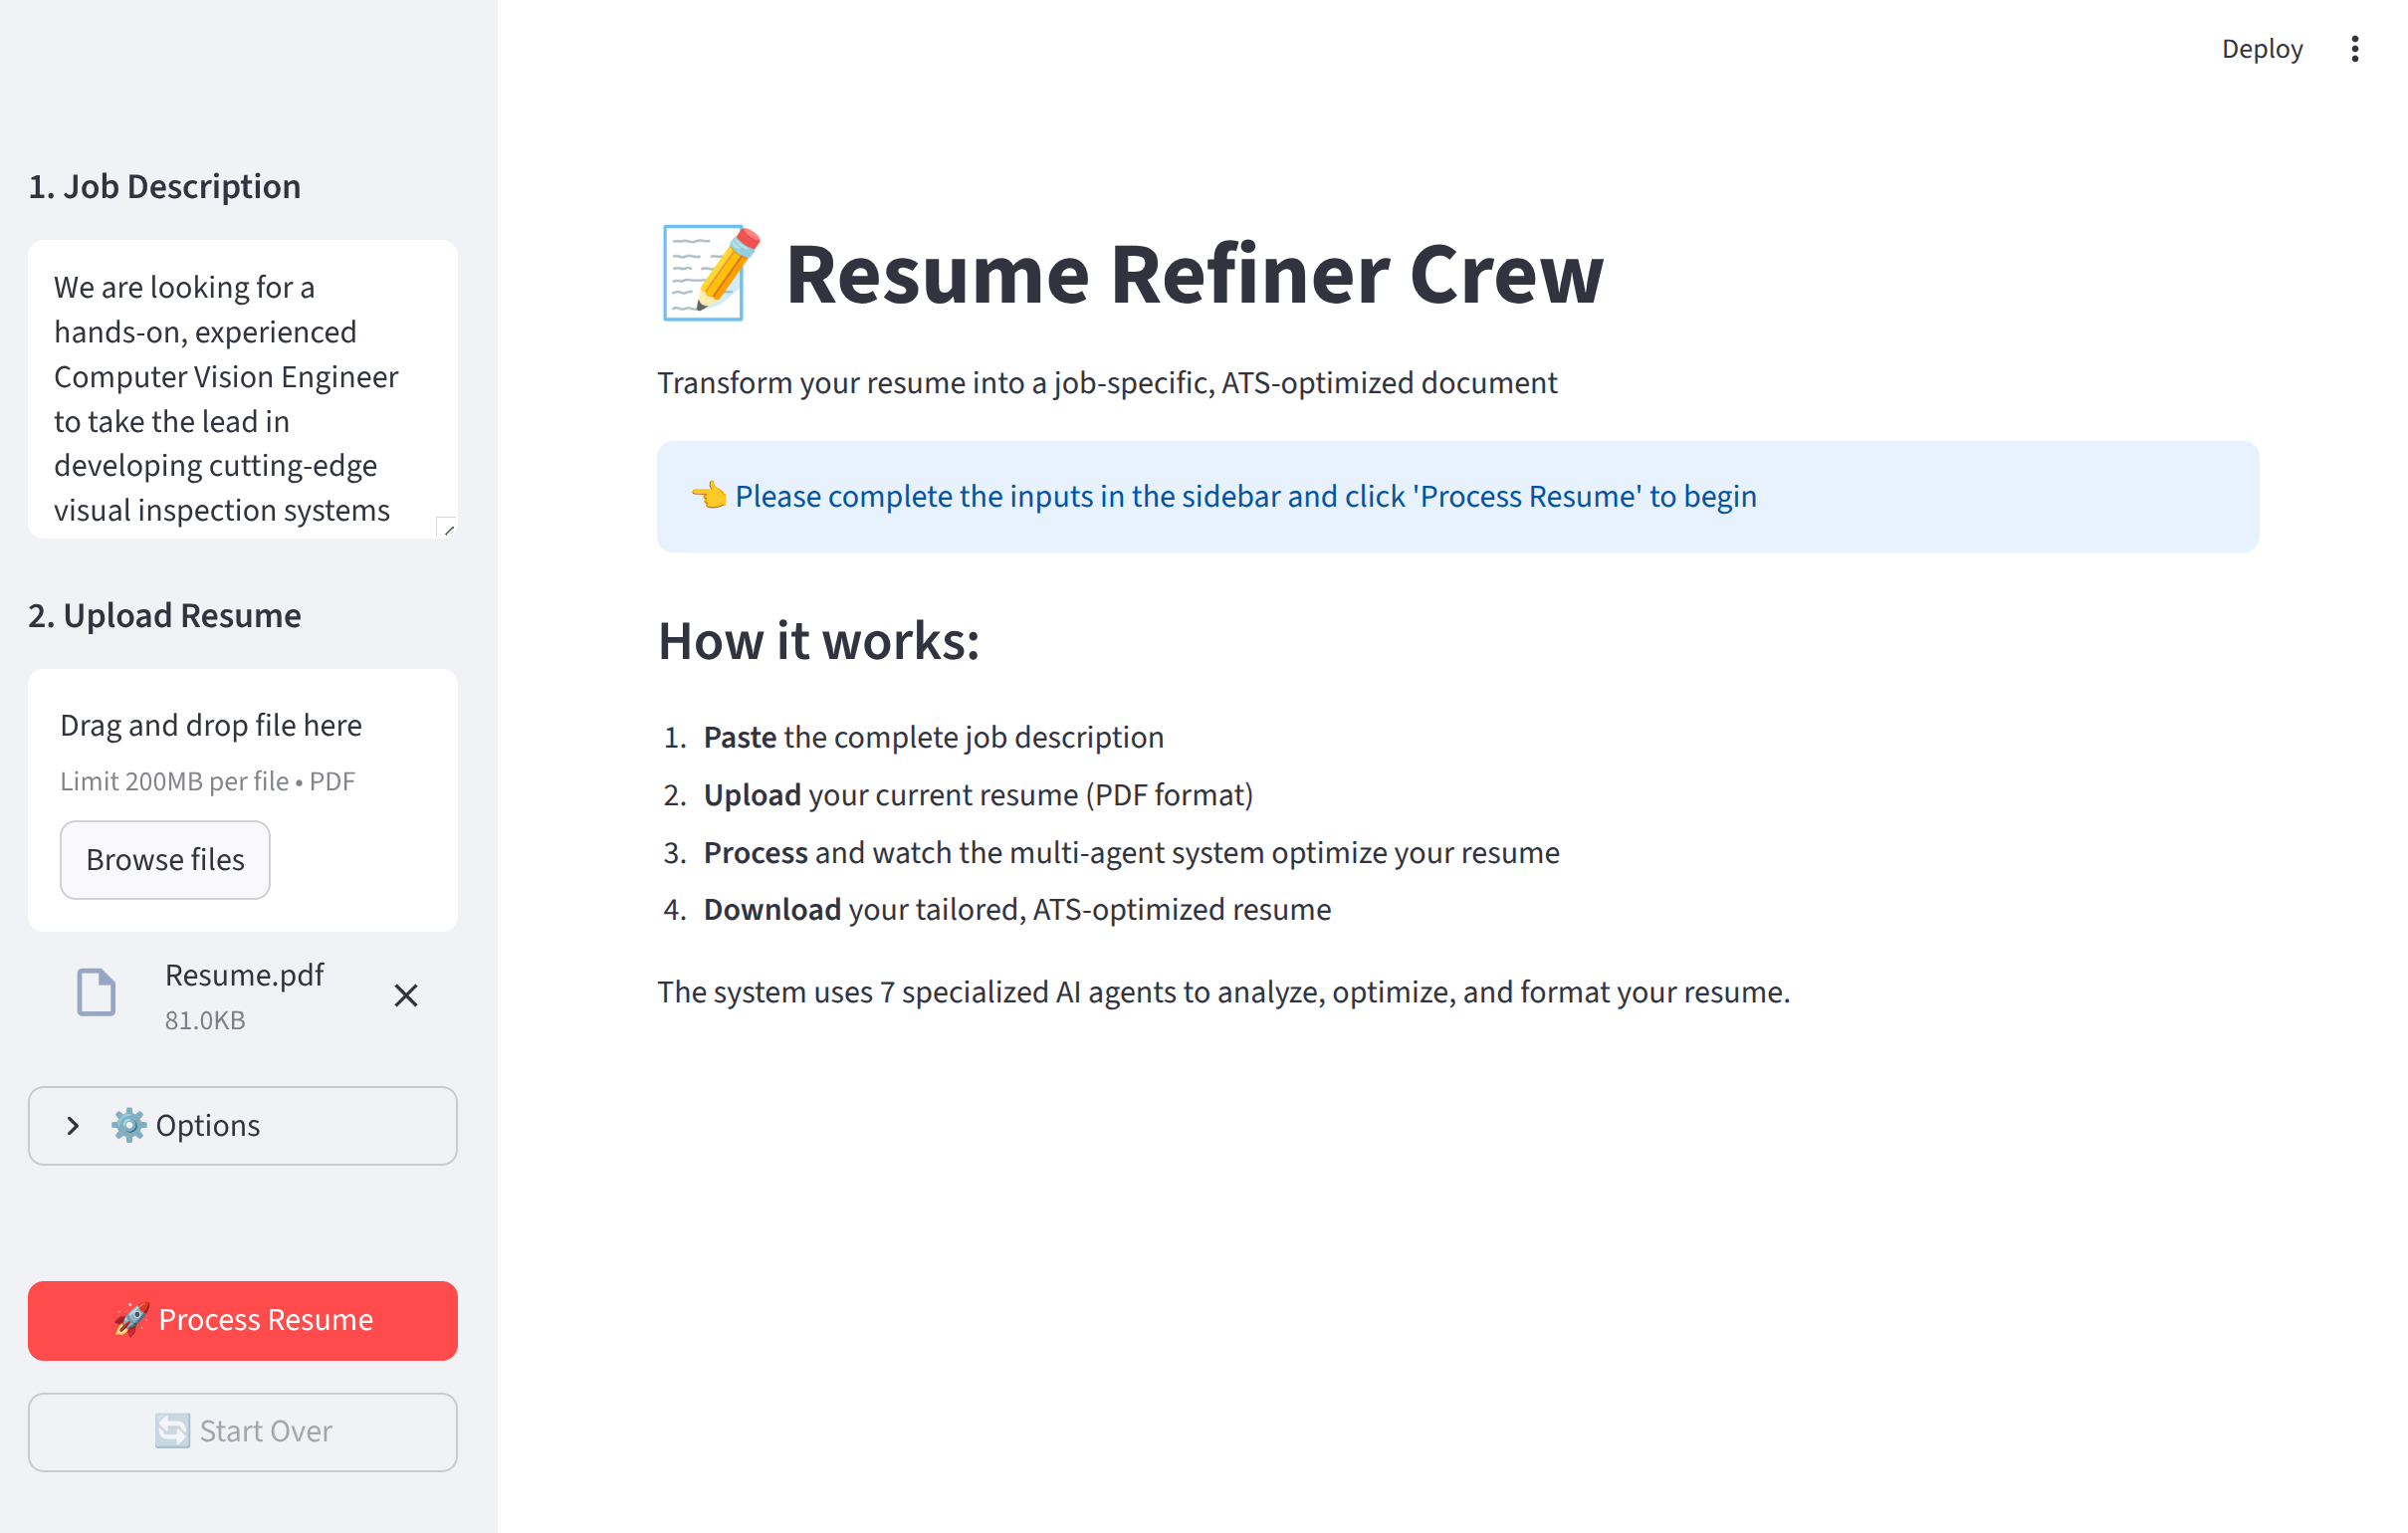 Deploy
1. Job Description
We are looking for a
hands-on, experienced
Computer Vision Engineer
to take the lead in
developing cutting-edge
visual inspection systems
2. Upload Resume
Drag and drop file here
Limit 200MB per file • PDF
Browse files
Resume.pdf
81.0KB
Options
Process Resume
Start Over
Resume Refiner Crew
Transform your resume into a job-specific, ATS-optimized document
Please complete the inputs in the sidebar and click 'Process Resume' to begin
How it works:
1. Paste the complete job description
2. Upload your current resume (PDF format)
3. Process and watch the multi-agent system optimize your resume
4. Download your tailored, ATS-optimized resume
The system uses 7 specialized AI agents to analyze, optimize, and format your resume.